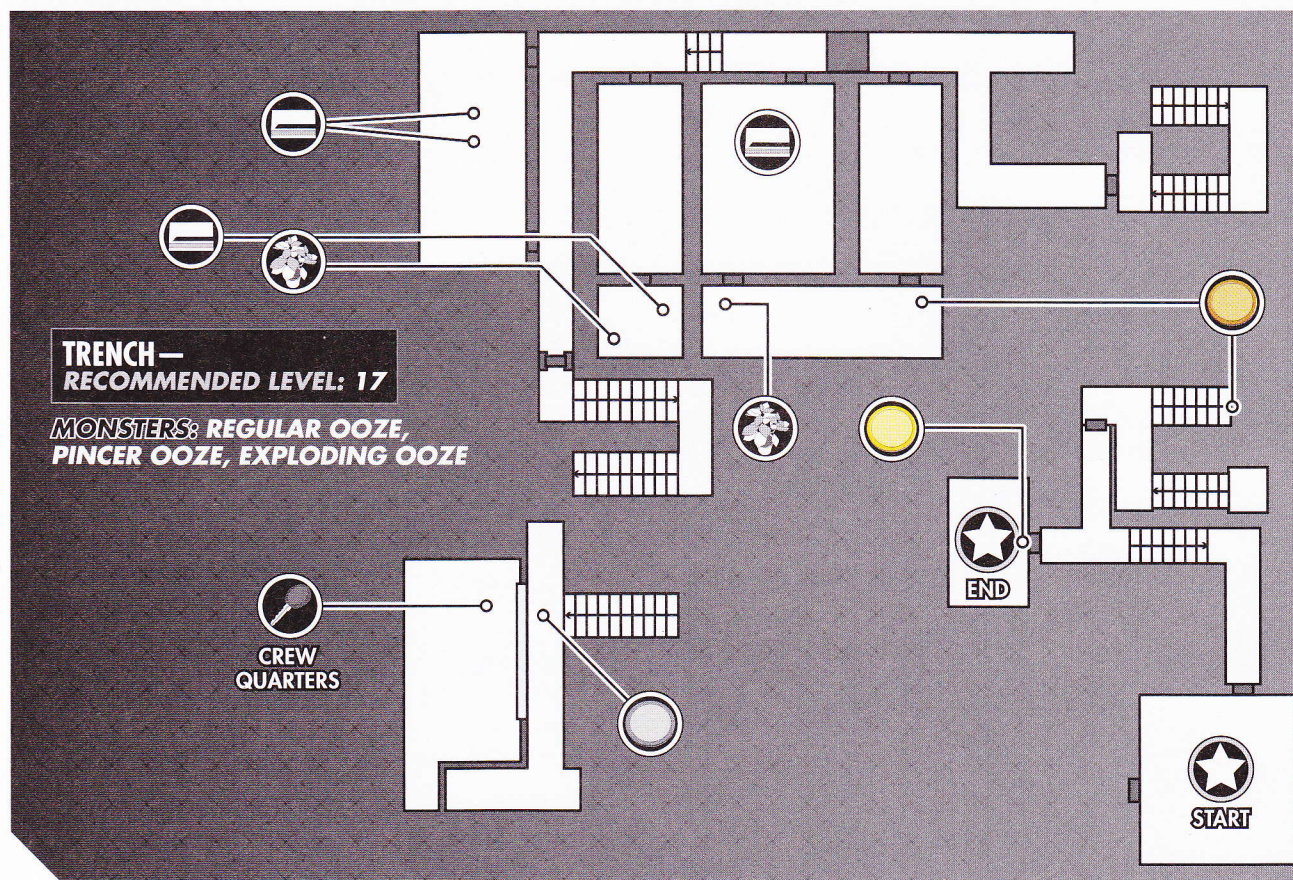 TRENCH—
RECOMMENDED LEVEL: 17
MONSTERS: REGULAR OOZE,
PINCER OOZE, EXPLODING OOZE
END
CREW
QUARTERS
START